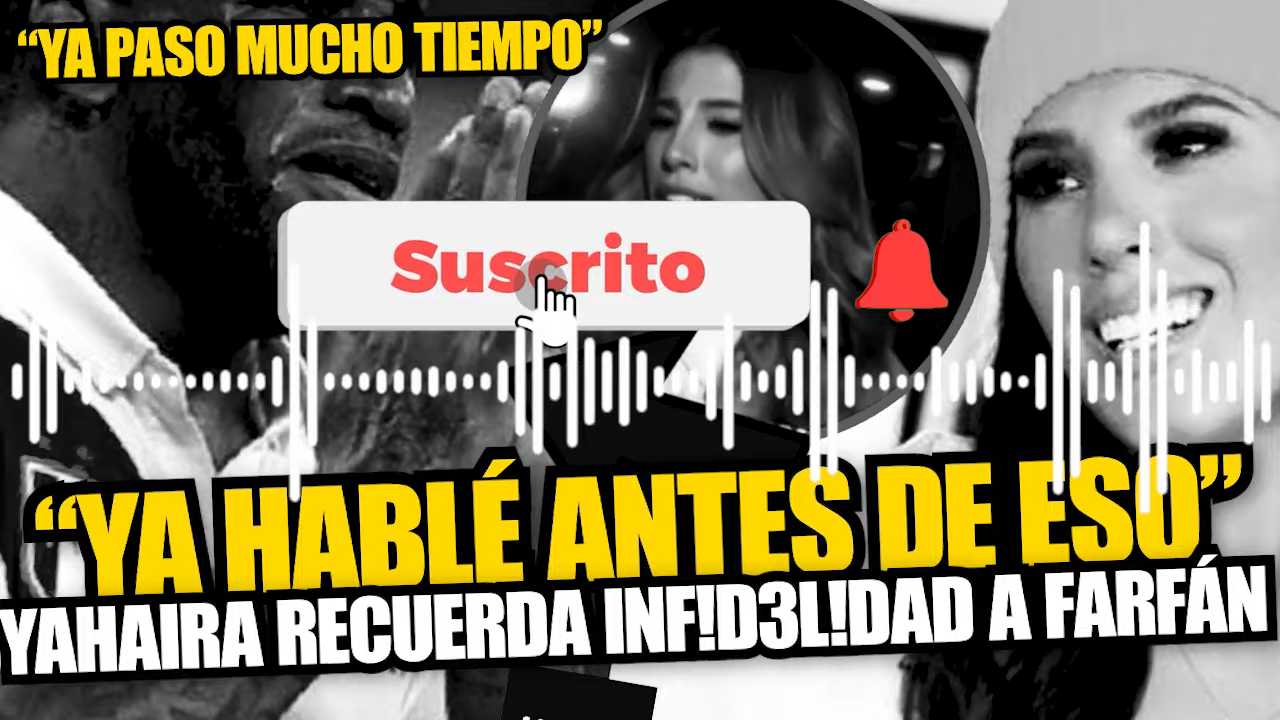 “YA PASO MUCHO TIEMPO”
Suscrito
“YA HABLÉ ANTES DE ESO”
YAHAIRA RECUERDA INF!D3L!DAD A FARFÁN